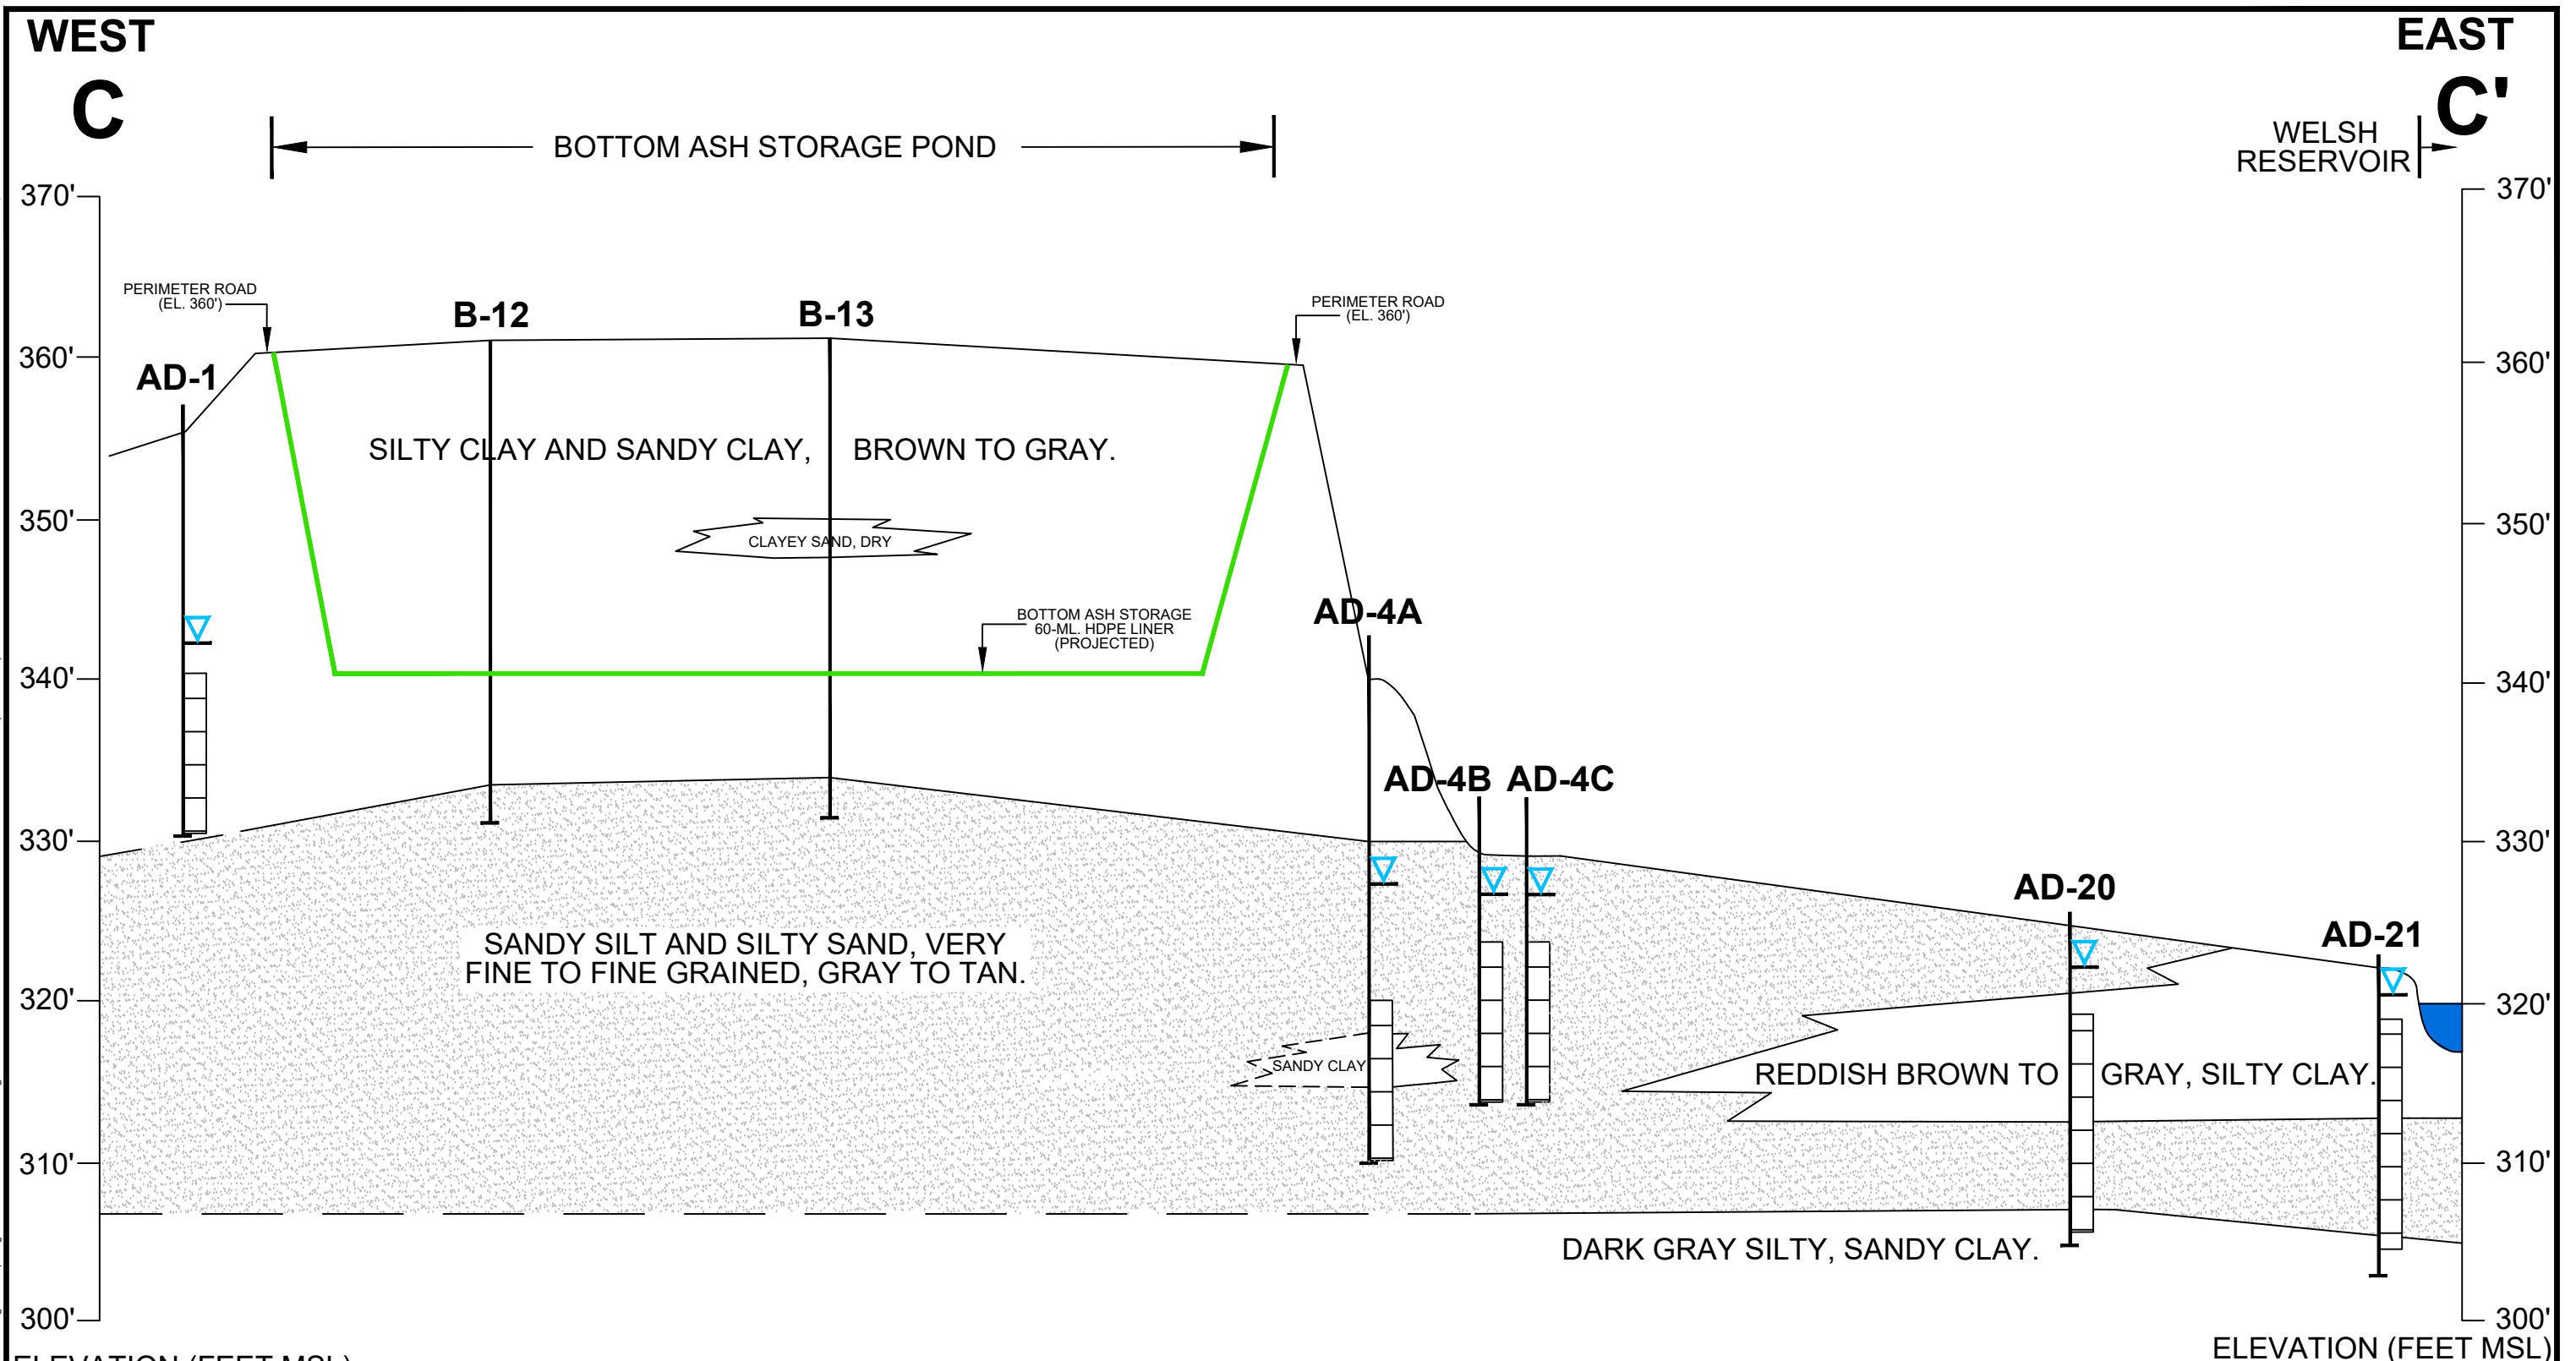 WEST
EAST
C
C'
BOTTOM ASH STORAGE POND
WELSH
RESERVOIR
370'
370'
PERIMETER ROAD
(EL. 360')
B-12
B-13
PERIMETER ROAD
(EL. 360')
360'
360'
AD-1
SILTY CLAY AND SANDY CLAY, BROWN TO GRAY.
350'
350'
CLAYEY SAND, DRY
BOTTOM ASH STORAGE
60-ML. HDPE LINER
(PROJECTED)
AD-4A
340'
340'
AD-4B
AD-4C
330'
330'
AD-20
AD-21
SANDY SILT AND SILTY SAND, VERY
FINE TO FINE GRAINED, GRAY TO TAN.
320'
320'
SANDY CLAY
REDDISH BROWN TO GRAY, SILTY CLAY.
310'
310'
DARK GRAY SILTY, SANDY CLAY.
300'
300'
ELEVATION (FEET MSL)
ELEVATION (FEET MSL)